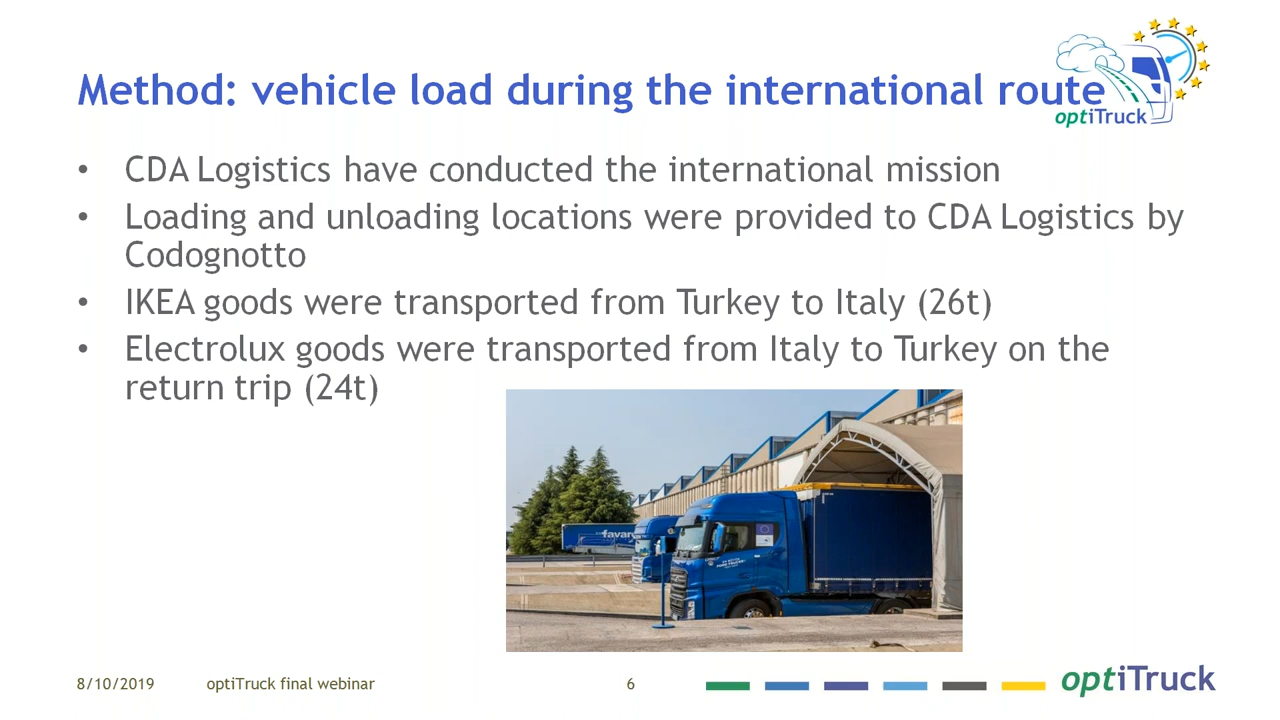 Method: vehicle load during the international route
optiTruck
• CDA Logistics have conducted the international mission
• Loading and unloading locations were provided to CDA Logistics by
Codognotto
• IKEA goods were transported from Turkey to Italy (26t)
• Electrolux goods were transported from Italy to Turkey on the
return trip (24t)
8/10/2019 optiTruck final webinar 6
optiTruck